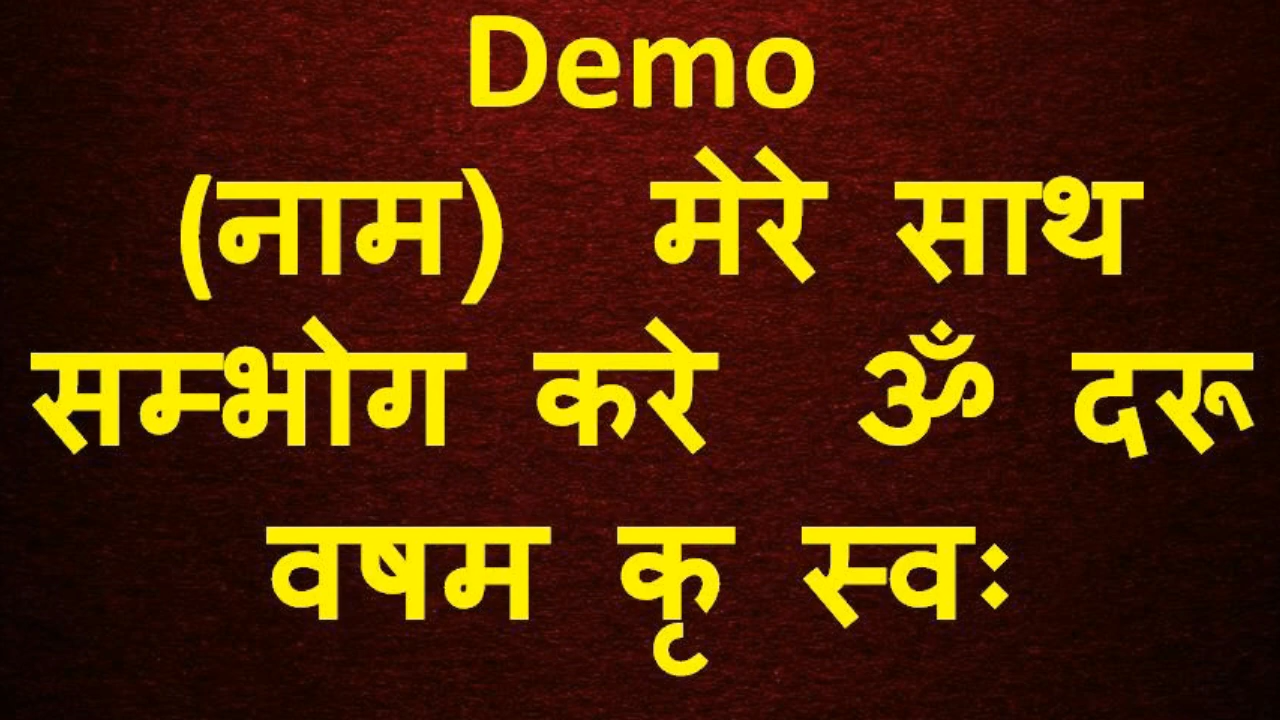 Demo
(नाम) मेरे साथ
सम्भोग करे ॐ दरू
वषम कृ स्वः